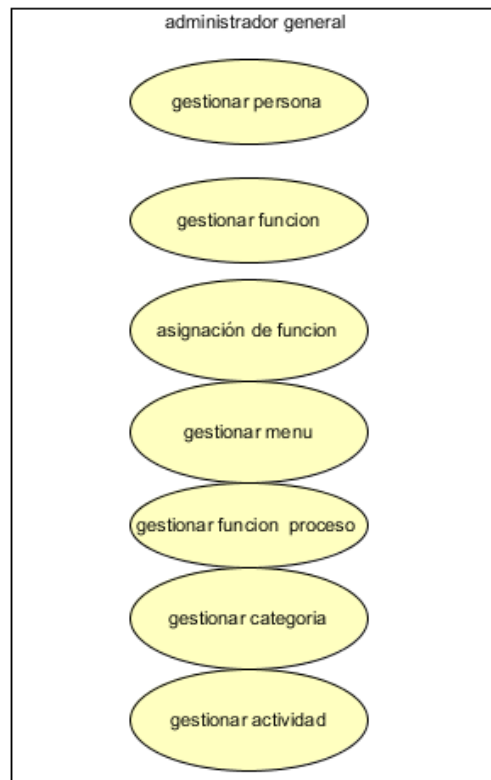 administrador general
gestionar persona
gestionar funcion
asignación de funcion
gestionar menu
gestionar funcion proceso
gestionar categoria
gestionar actividad